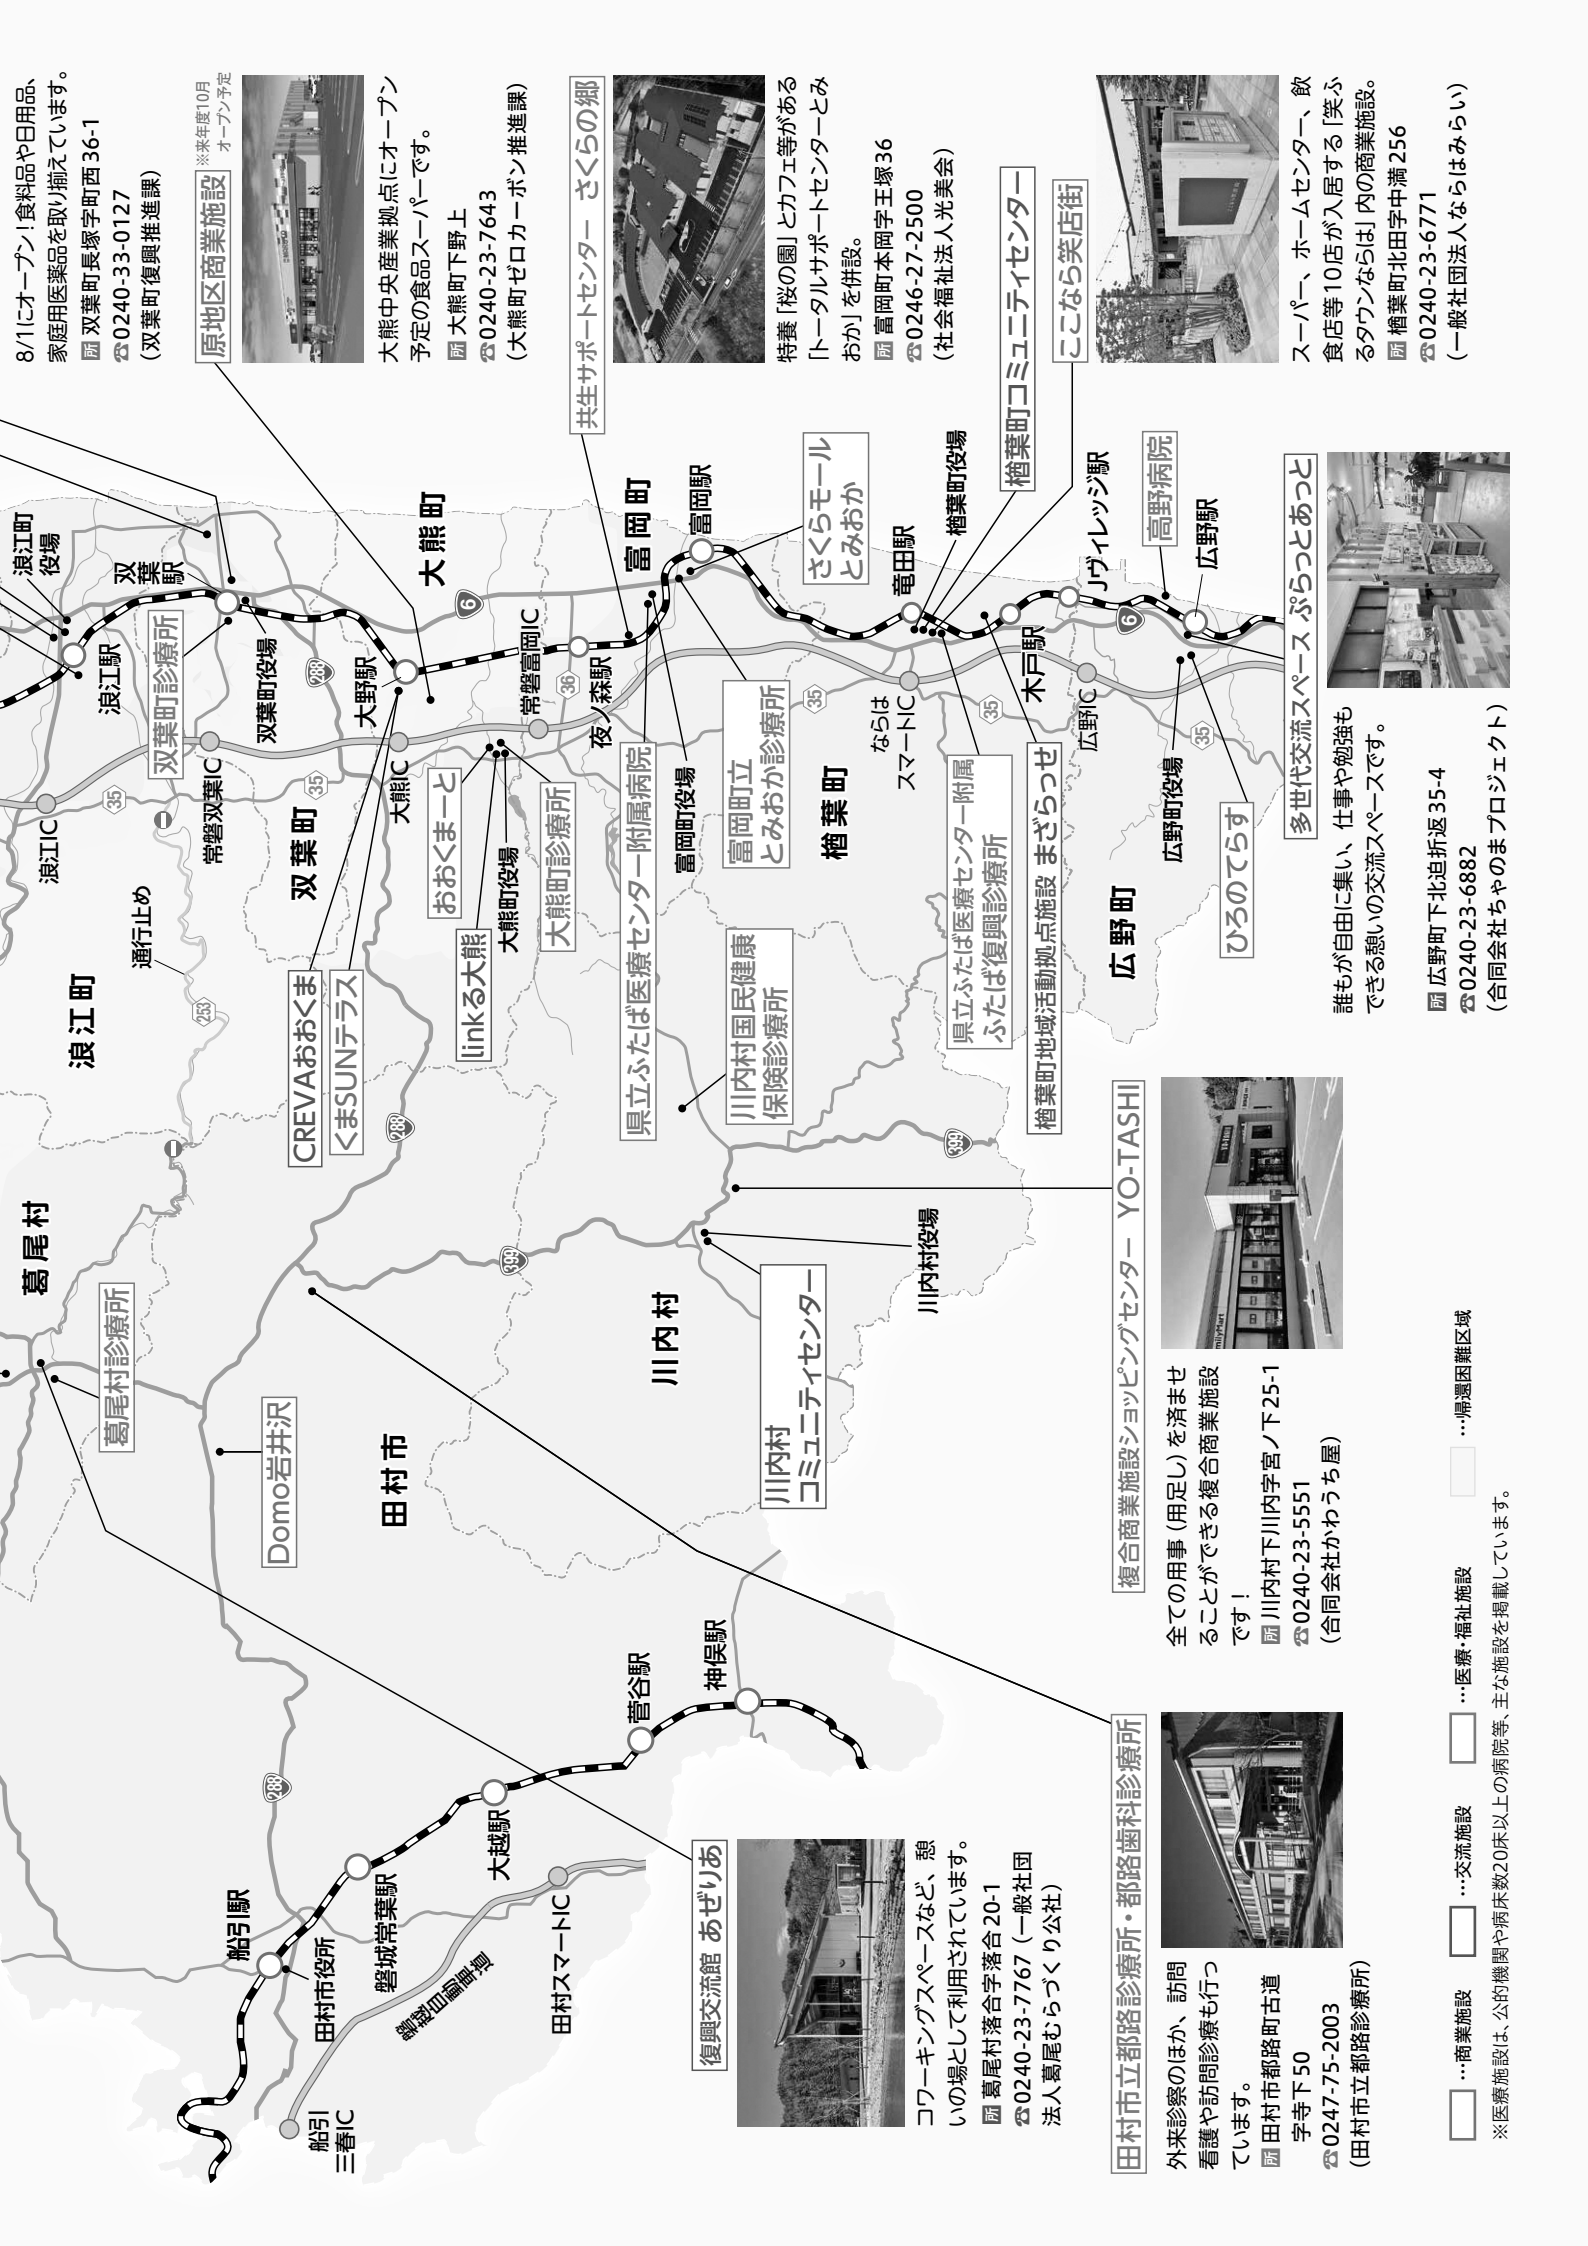 8/1にオープン！食料品や日用品、
家庭用医薬品を取り揃えています。
所 双葉町長塚字町西36-1
☎0240-33-0127
（双葉町復興推進課）
原地区商業施設
※来年度10月
オープン予定
大熊中央産業拠点にオープン
予定の食品スーパーです。
所 大熊町下野上
☎0240-23-7643
（大熊町ゼロカーボン推進課）
共生サポートセンター さくらの郷
特養「桜の園」とカフェ等がある
「トータルサポートセンターとみ
おか」を併設。
所 富岡町本岡字王塚36
☎0246-27-2500
（社会福祉法人光美会）
楢葉町コミュニティセンター
ここなら笑店街
スーパー、ホームセンター、飲
食店等10店が入居する「笑ふ
るタウンならは」内の商業施設。
所 楢葉町北田字中満256
☎0240-23-6771
（一般社団法人ならはみらい）
浪江町
役場
双葉
駅
大熊町
富岡町
富岡駅
さくらモール
とみおか
竜田駅
楢葉町役場
Jヴィレッジ駅
高野病院
広野駅
浪江駅
双葉町診療所
双葉町役場
288
大野駅
6
常磐富岡IC
36
夜ノ森駅
35
ならは
スマートIC
35
木戸駅
6
広野IC
35
浪江IC
35
常磐双葉IC
35
双葉町
大熊IC
おおくまーと
大熊町役場
大熊町診療所
県立ふたば医療センター附属病院
富岡町役場
富岡町立
とみおか診療所
楢葉町
県立ふたば医療センター附属
ふたば復興診療所
楢葉町地域活動拠点施設 まざらっせ
広野町
広野町役場
ひろのてらす
多世代交流スペース ぷらっとあっと
誰もが自由に集い、仕事や勉強も
できる憩いの交流スペースです。
所 広野町下北迫折返35-4
☎0240-23-6882
（合同会社ちゃのまプロジェクト）
浪江町
通行止め
253
CREVAおおくま
くまSUNテラス
linkる大熊
288
川内村国民健康
保険診療所
399
葛尾村
葛尾村診療所
399
川内村
川内村役場
川内村
コミュニティセンター
複合商業施設ショッピングセンター YO-TASHI
FamilyMart
全ての用事（用足し）を済ませ
ることができる複合商業施設
です！
所 川内村下川内字宮ノ下25-1
☎0240-23-5551
（合同会社かわうち屋）
Domo岩井沢
田村市
288
神俣駅
菅谷駅
大越駅
船引駅
磐城常葉駅
田村市役所
磐越自動車道
田村スマートIC
船引
三春IC
復興交流館 あぜりあ
コワーキングスペースなど、憩
いの場として利用されています。
所 葛尾村落合字落合20-1
☎0240-23-7767（一般社団
法人葛尾むらづくり公社）
田村市立都路診療所・都路歯科診療所
外来診察のほか、訪問
看護や訪問診療も行っ
ています。
所 田村市都路町古道
字寺下50
☎0247-75-2003
（田村市立都路診療所）
…商業施設 …交流施設 …医療・福祉施設 …帰還困難区域
※医療施設は、公的機関や病床数20床以上の病院等、主な施設を掲載しています。